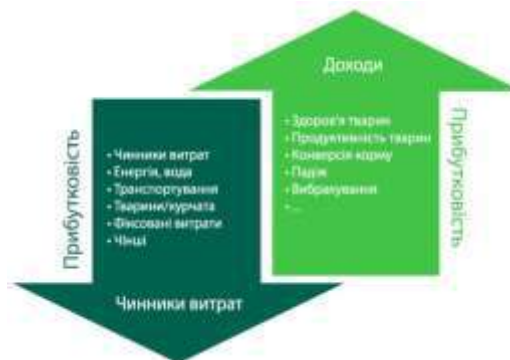 Прибутковість
• Чинники витрат
• Енергія, вода
• Транспортування
• Тварини/курчата
• Фіксовані витрати
Чинники витрат
Доходи
• Здоров'я тварин
• Продуктивність тварин
• Конверсія корму
• Падіж
• Вибракування
• ...
Прибутковість